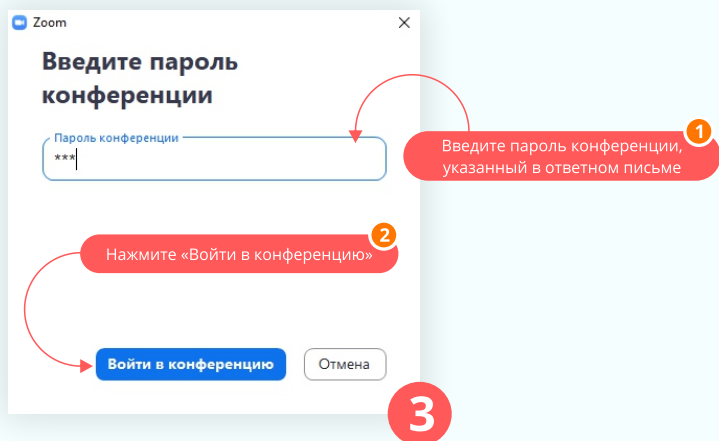 Zoom
Введите пароль
конференции
Пароль конференции
***
1
Введите пароль конференции,
указанный в ответном письме
2
Нажмите «Войти в конференцию»
Войти в конференцию
Отмена
3